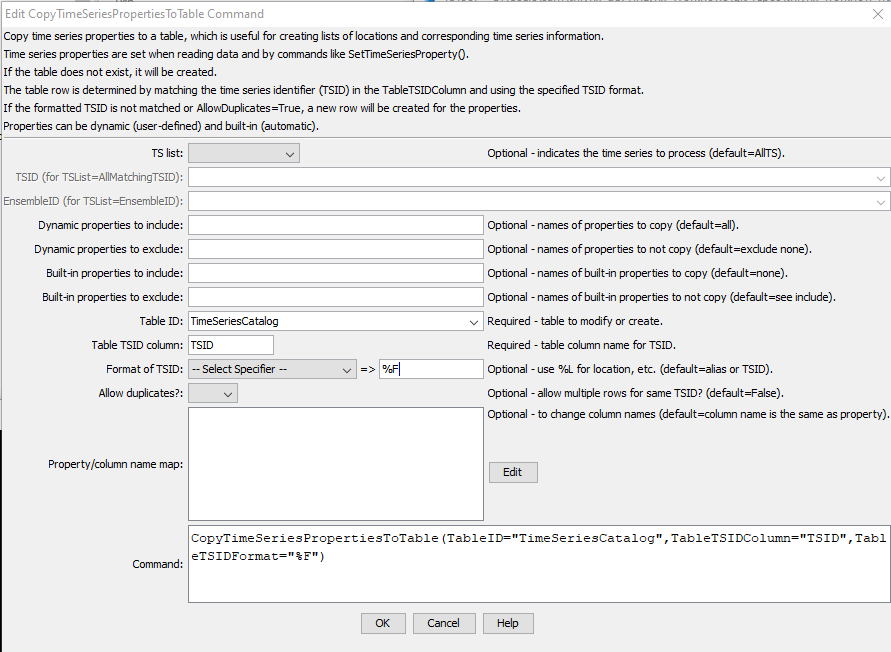 Edit CopyTimeSeriesPropertiesToTable Command
Copy time series properties to a table, which is useful for creating lists of locations and corresponding time series information.
Time series properties are set when reading data and by commands like SetTimeSeriesProperty().
If the table does not exist, it will be created.
The table row is determined by matching the time series identifier (TSID) in the TableTSIDColumn and using the specified TSID format.
If the formatted TSID is not matched or AllowDuplicates=True, a new row will be created for the properties.
Properties can be dynamic (user-defined) and built-in (automatic).
TS list: Optional - indicates the time series to process (default=AllTS).
TSID (for TSList=AllMatchingTSID):
EnsembleID (for TSList=EnsembleID):
Dynamic properties to include: Optional - names of properties to copy (default=all).
Dynamic properties to exclude: Optional - names of properties to not copy (default=exclude none).
Built-in properties to include: Optional - names of built-in properties to copy (default=none).
Built-in properties to exclude: Optional - names of built-in properties to not copy (default=see include).
Table ID: TimeSeriesCatalog Required - table to modify or create.
Table TSID column: TSID Required - table column name for TSID.
Format of TSID: -- Select Specifier -- => %F Optional - use %L for location, etc. (default=alias or TSID).
Allow duplicates?: Optional - allow multiple rows for same TSID? (default=False).
Optional - to change column names (default=column name is the same as property).
Property/column name map: Edit
CopyTimeSeriesPropertiesToTable(TableID="TimeSeriesCatalog",TableTSIDColumn="TSID",Tabl
eTSIDFormat="%F")
Command:
OK Cancel Help